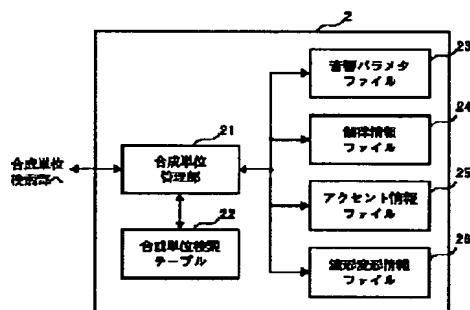 2
23
音響パラメタ
ファイル
24
韻律情報
ファイル
21
合成単位
管理部
合成単位
検索部へ
25
アクセント情報
ファイル
22
合成単位検索
テーブル
26
波形変形情報
ファイル